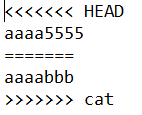 <<<<<<< HEAD
aaaa5555
=======
aaaabbb
>>>>>>> cat